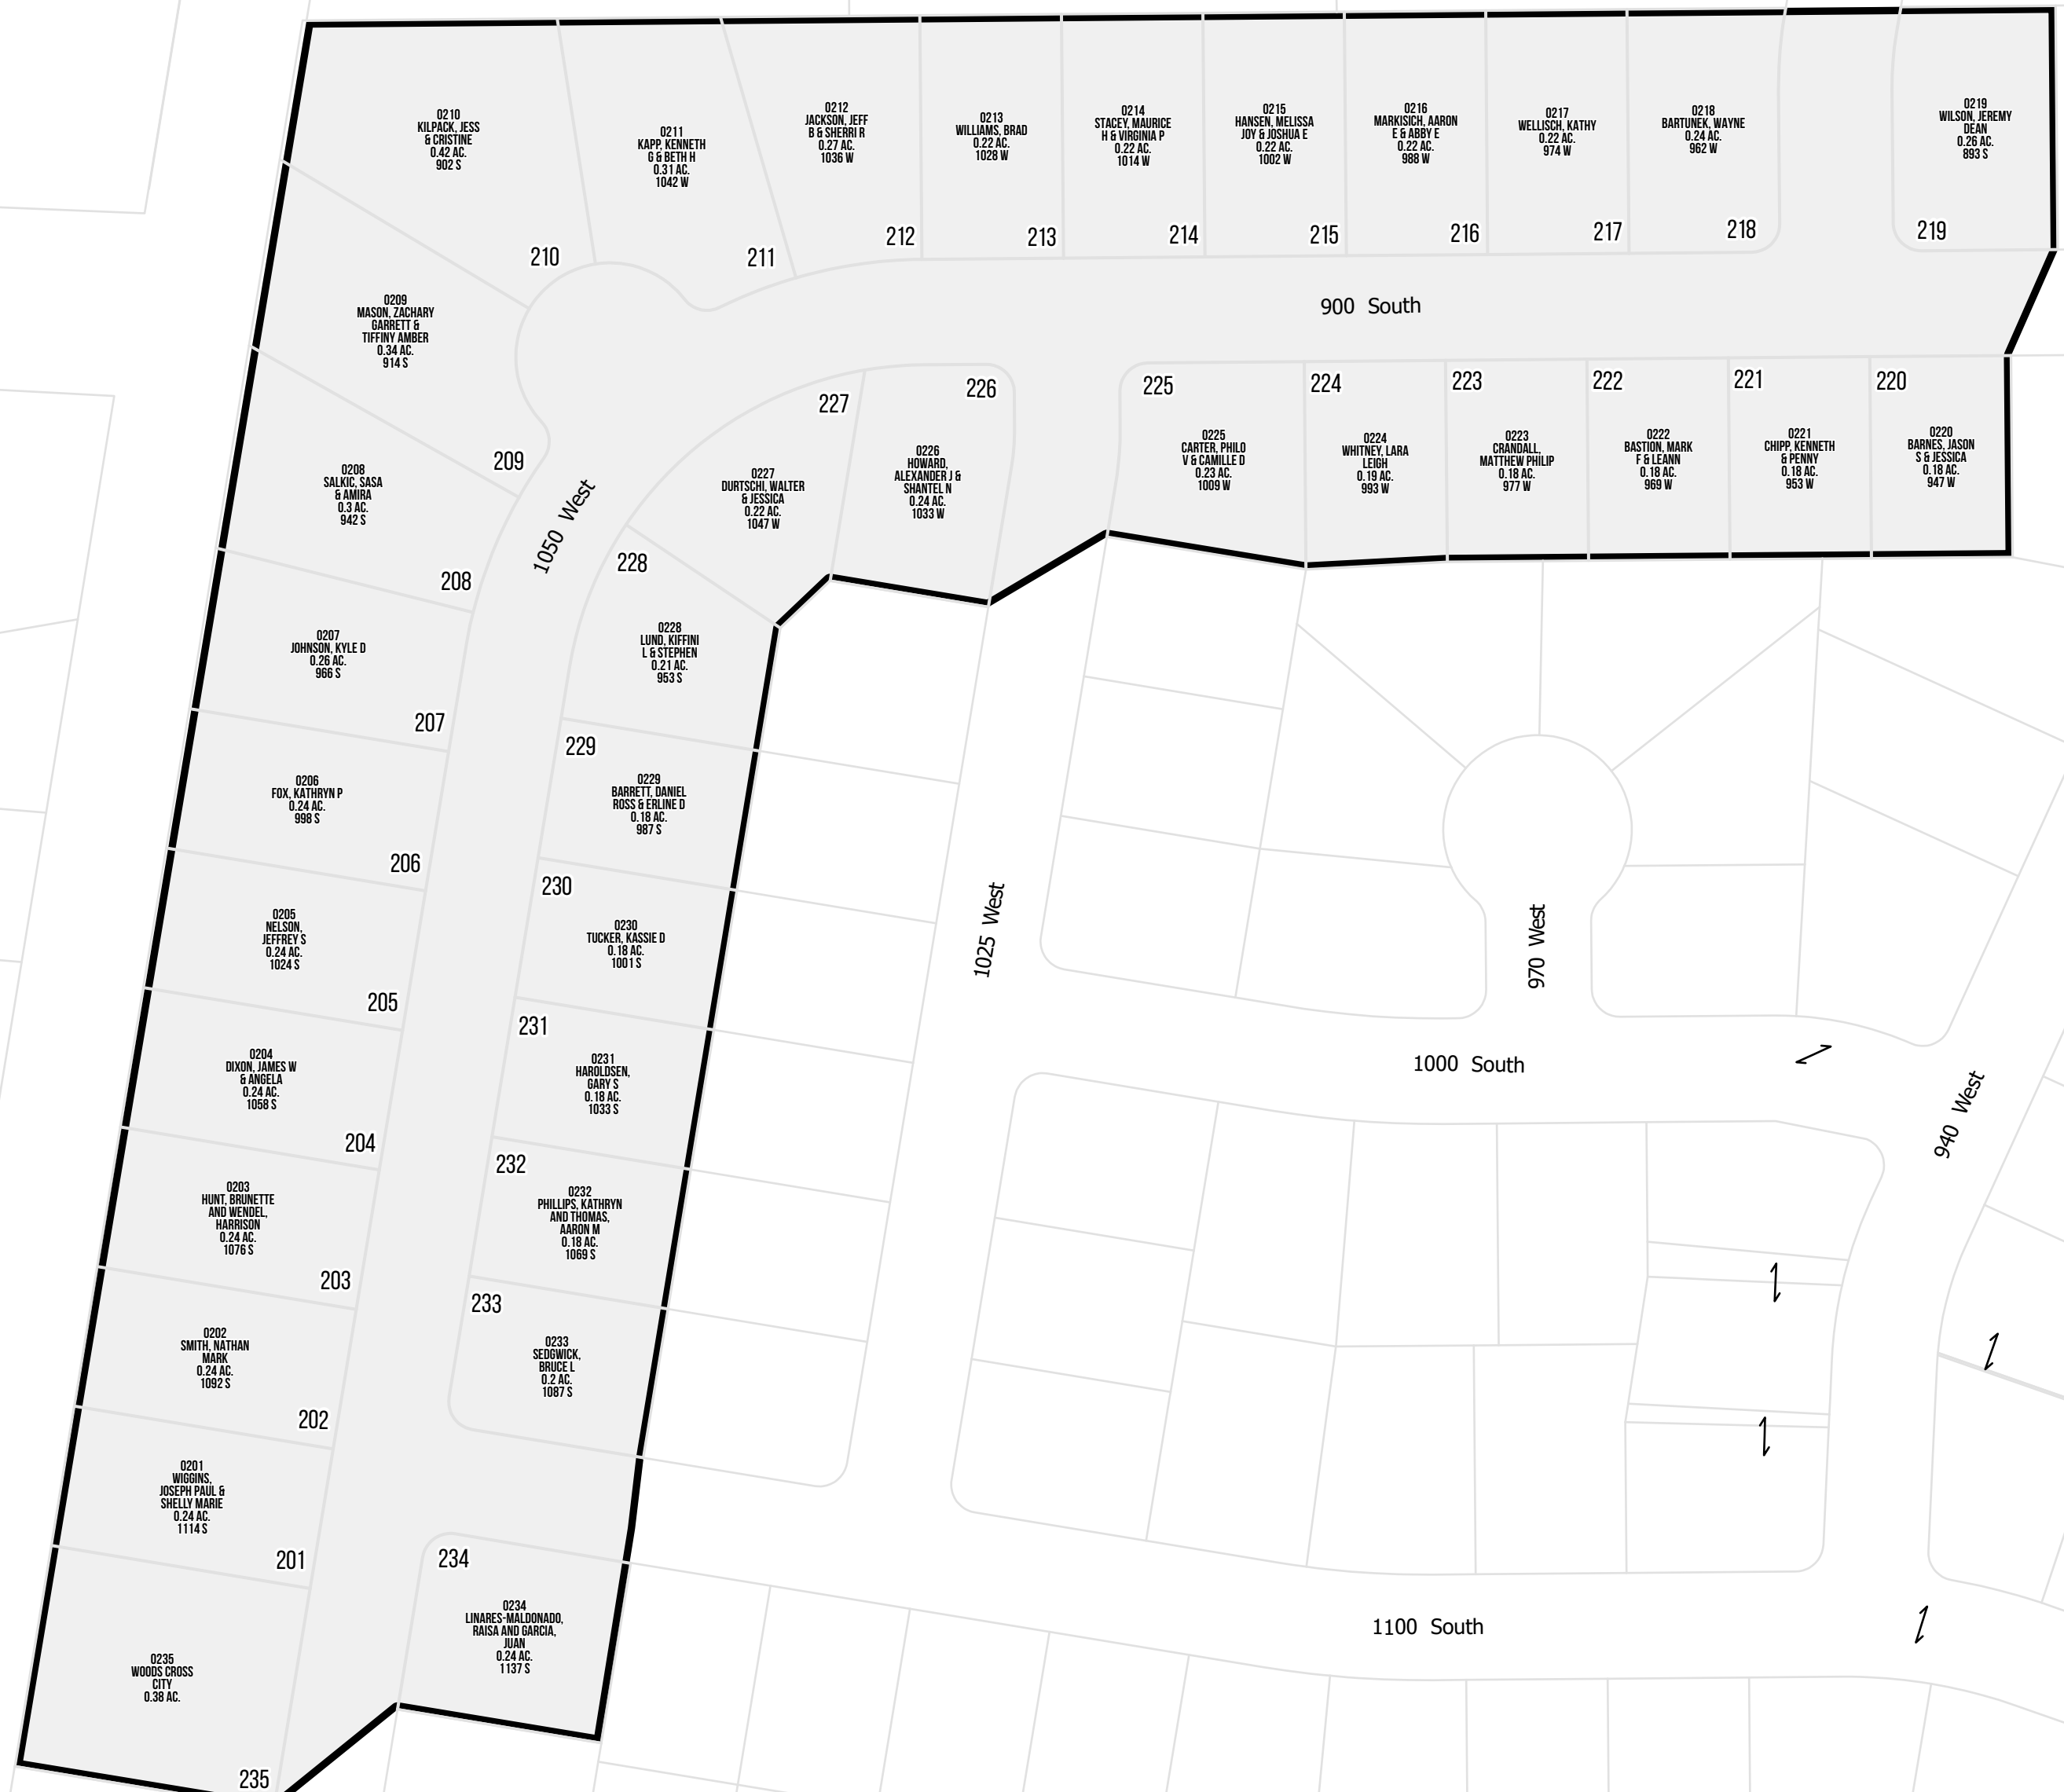 0210
KILPACK, JESS
& CRISTINE
0.42 AC.
902 S
210
0211
KAPP, KENNETH
G & BETH H
0.31 AC.
1042 W
211
0212
JACKSON, JEFF
B & SHERRI R
0.27 AC.
1036 W
212
0213
WILLIAMS, BRAD
0.22 AC.
1028 W
213
0214
STACEY, MAURICE
H & VIRGINIA P
0.22 AC.
1014 W
214
0215
HANSEN, MELISSA
JOY & JOSHUA E
0.22 AC.
1002 W
215
0216
MARKISICH, AARON
E & ABBY E
0.22 AC.
988 W
216
0217
WELLISCH, KATHY
0.22 AC.
974 W
217
0218
BARTUNEK, WAYNE
0.24 AC.
962 W
218
0219
WILSON, JEREMY
DEAN
0.26 AC.
893 S
219
900 South
0209
MASON, ZACHARY
GARRETT &
TIFFINY AMBER
0.34 AC.
914 S
209
227
0227
DURTSCHI, WALTER
& JESSICA
0.22 AC.
1047 W
226
0226
HOWARD,
ALEXANDER J &
SHANTEL N
0.24 AC.
1033 W
225
0225
CARTER, PHILO
V & CAMILLE D
0.23 AC.
1009 W
224
0224
WHITNEY, LARA
LEIGH
0.19 AC.
993 W
223
0223
CRANDALL,
MATTHEW PHILIP
0.18 AC.
977 W
222
0222
BASTION, MARK
F & LEANN
0.18 AC.
969 W
221
0221
CHIPP, KENNETH
& PENNY
0.18 AC.
953 W
220
0220
BARNES, JASON
S & JESSICA
0.18 AC.
947 W
0208
SALKIC, SASA
& AMIRA
0.3 AC.
942 S
208
1050 West
228
0228
LUND, KIFFINI
L & STEPHEN
0.21 AC.
953 S
0207
JOHNSON, KYLE D
0.26 AC.
966 S
207
229
0229
BARRETT, DANIEL
ROSS & ERLINE D
0.18 AC.
987 S
0206
FOX, KATHRYN P
0.24 AC.
998 S
206
230
0230
TUCKER, KASSIE D
0.18 AC.
1001 S
1025 West
970 West
0205
NELSON,
JEFFREY S
0.24 AC.
1024 S
205
231
0231
HAROLDSEN,
GARY S
0.18 AC.
1033 S
1000 South
940 West
0204
DIXON, JAMES W
& ANGELA
0.24 AC.
1058 S
204
232
0232
PHILLIPS, KATHRYN
AND THOMAS,
AARON M
0.18 AC.
1069 S
0203
HUNT, BRUNETTE
AND WENDEL,
HARRISON
0.24 AC.
1076 S
203
233
0233
SEDGWICK,
BRUCE L
0.2 AC.
1087 S
0202
SMITH, NATHAN
MARK
0.24 AC.
1092 S
202
0201
WIGGINS,
JOSEPH PAUL &
SHELLY MARIE
0.24 AC.
1114 S
201
234
0234
LINARES-MALDONADO,
RAISA AND GARCIA,
JUAN
0.24 AC.
1137 S
1100 South
0235
WOODS CROSS
CITY
0.38 AC.
235